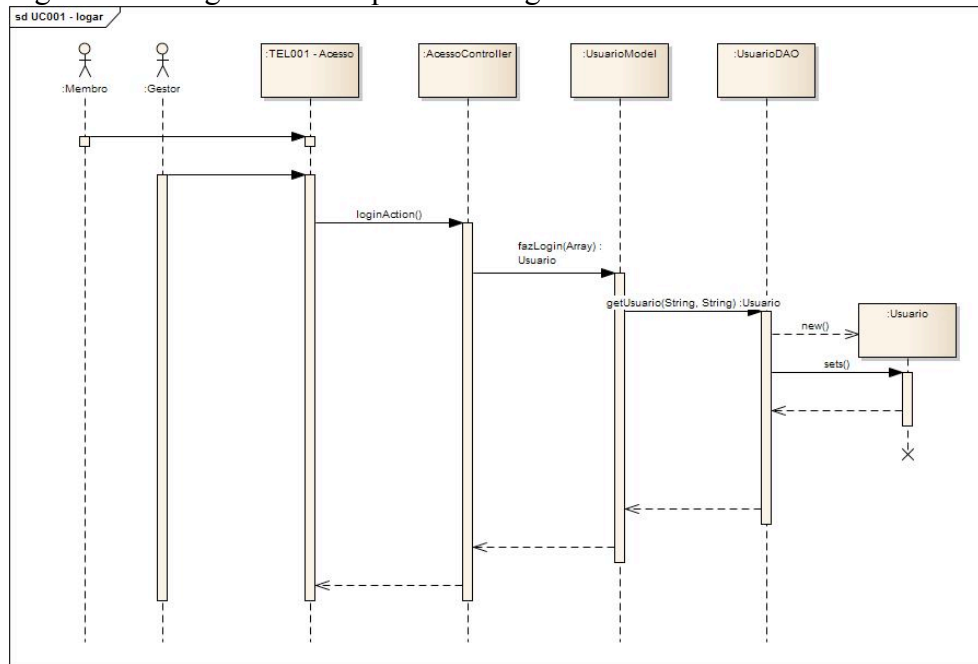 sd UC001 - logar
:Membro
:Gestor
:TEL001 - Acesso
:AcessoController
:UsuarioModel
:UsuarioDAO
loginAction()
fazLogin(Array) :
Usuario
getUsuario(String, String) :Usuario
:Usuario
new()
sets()